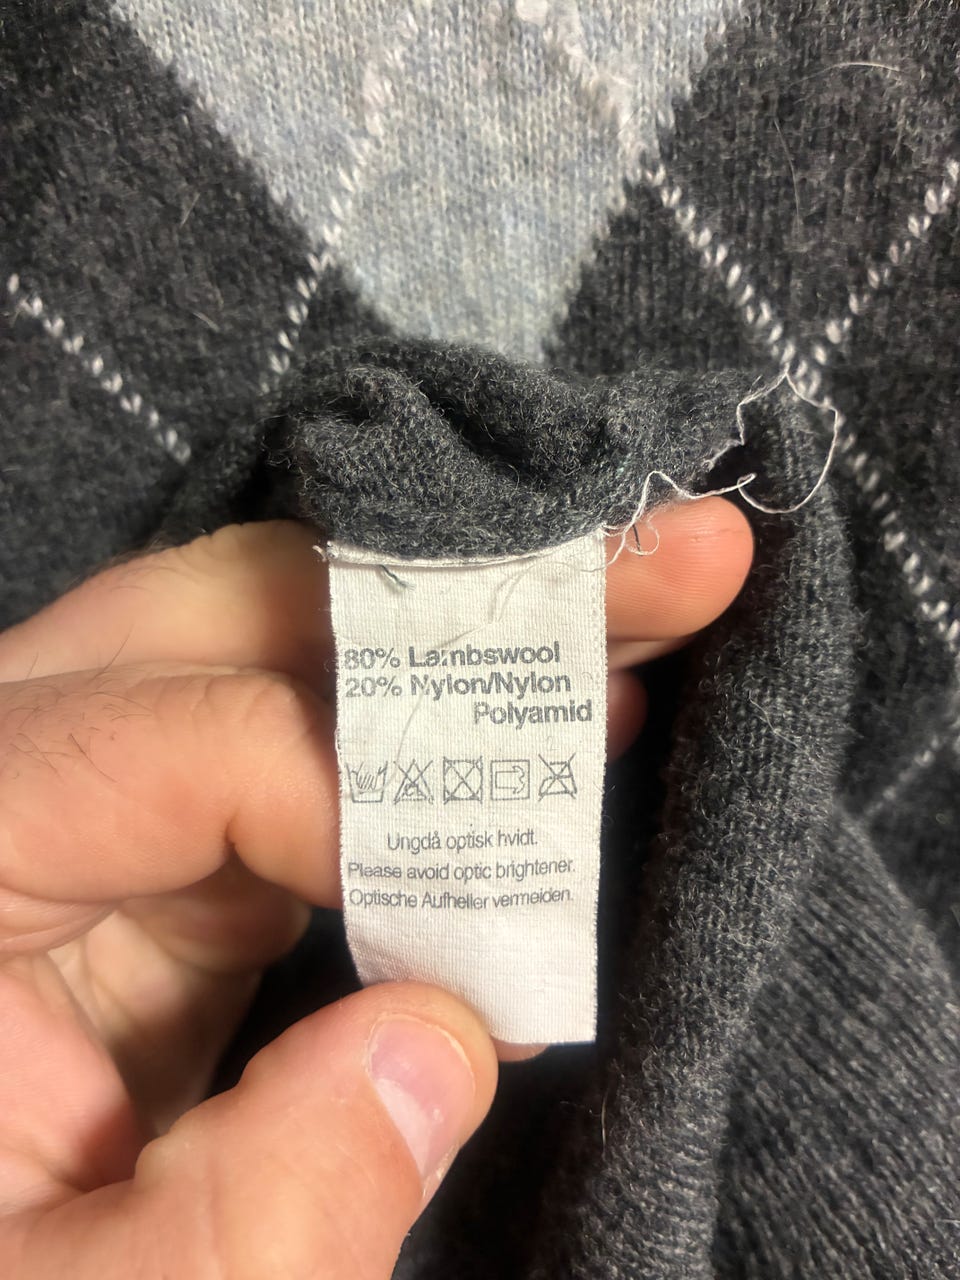 80% Lambswool
20% Nylon/Nylon
Polyamid
Ungdå optisk hvidt.
Please avoid optic brightener.
Optische Aufheller vermeiden.